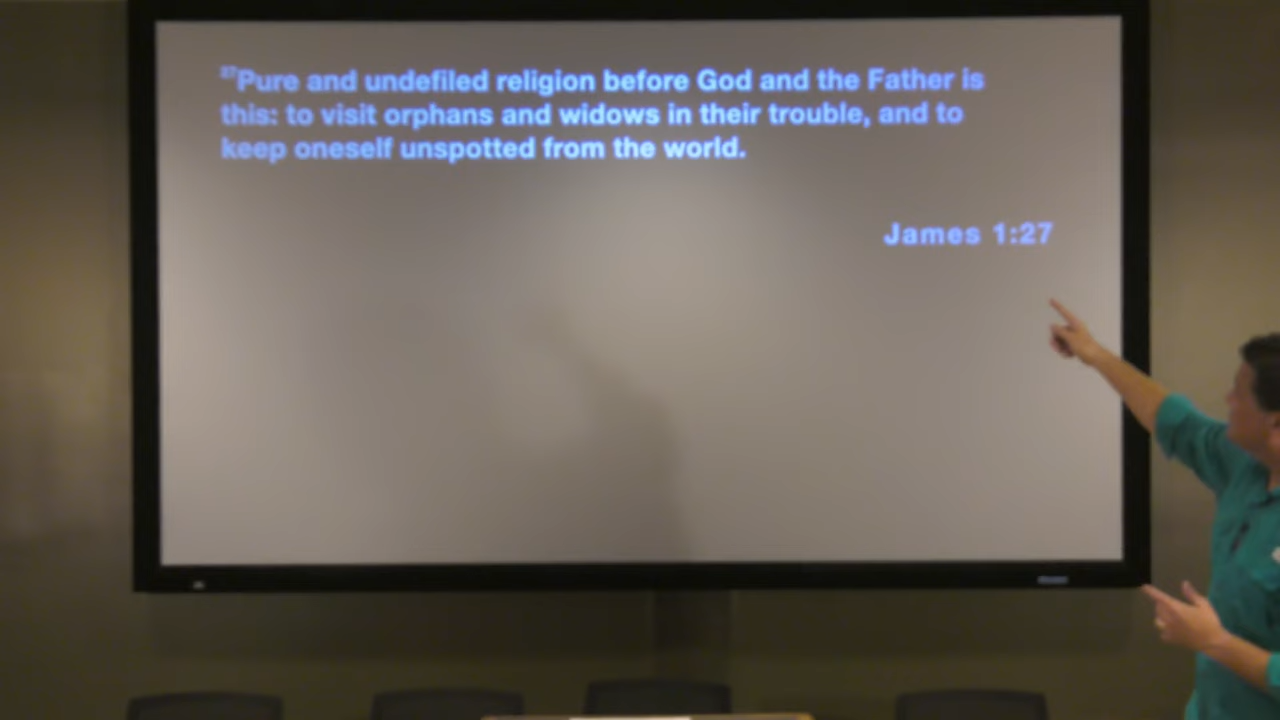 27Pure and undefiled religion before God and the Father is
this: to visit orphans and widows in their trouble, and to
keep oneself unspotted from the world.
James 1:27